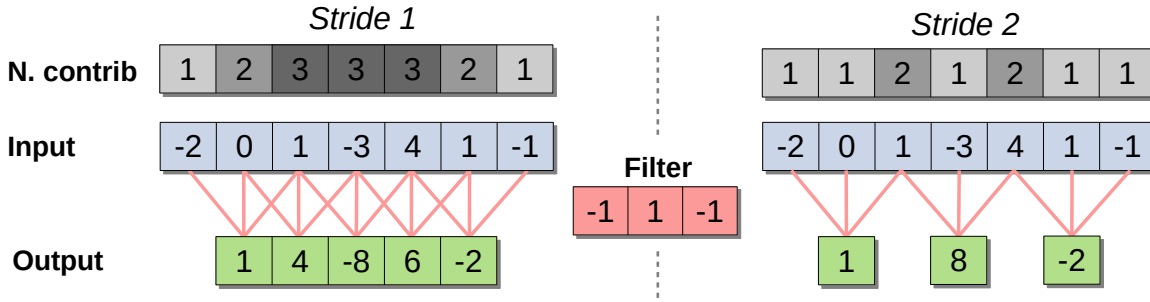 Stride 1
Stride 2
N. contrib 1 2 3 3 3 2 1
1 1 2 1 2 1 1
Input -2 0 1 -3 4 1 -1
-2 0 1 -3 4 1 -1
Filter
-1 1 -1
Output 1 4 -8 6 -2
1 8 -2